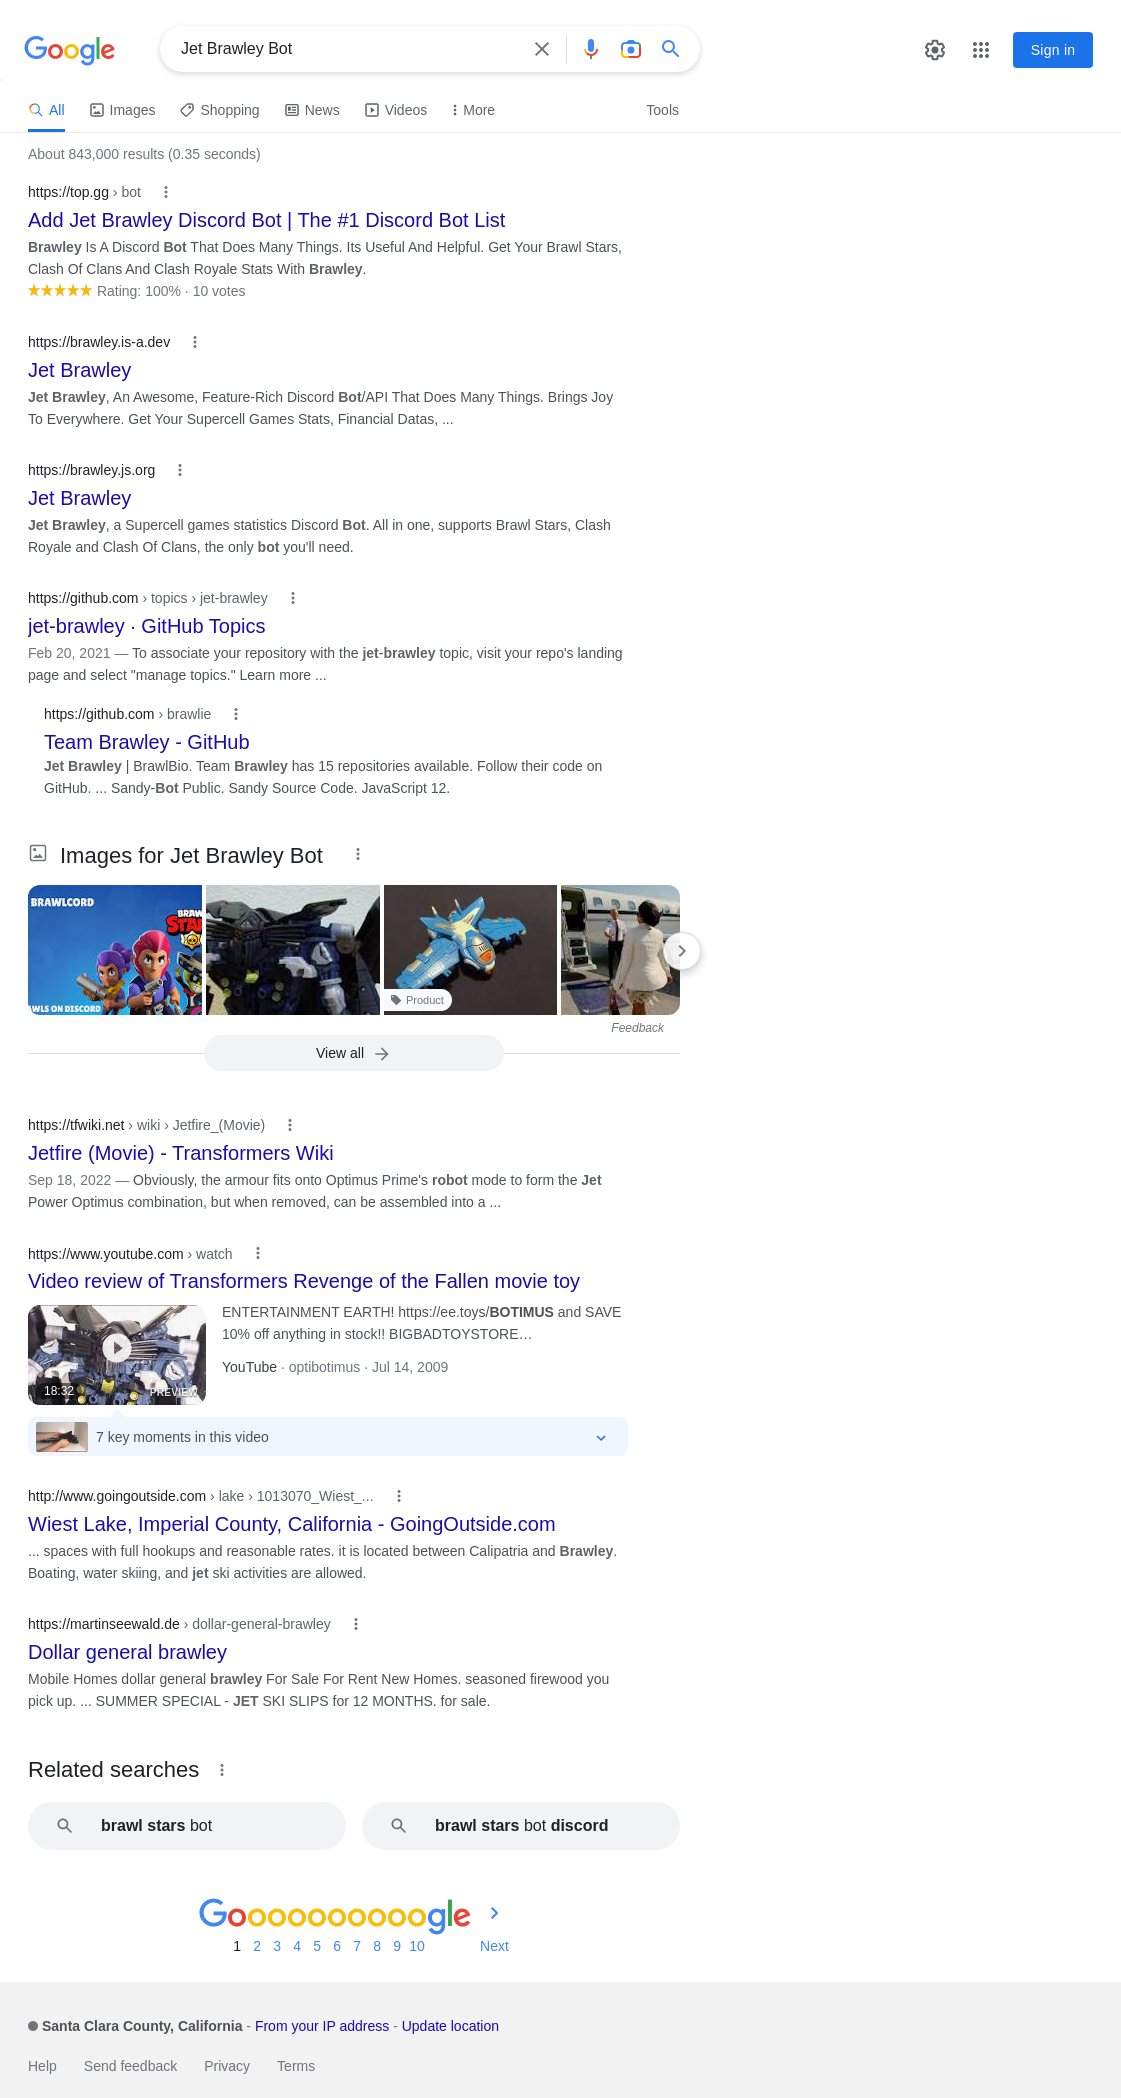 Google
Jet Brawley Bot
Sign in
All
Images
Shopping
News
Videos
More
Tools
About 843,000 results (0.35 seconds)
https://top.gg › bot
Add Jet Brawley Discord Bot | The #1 Discord Bot List
Brawley Is A Discord Bot That Does Many Things. Its Useful And Helpful. Get Your Brawl Stars,
Clash Of Clans And Clash Royale Stats With Brawley.
Rating: 100% · 10 votes
https://brawley.is-a.dev
Jet Brawley
Jet Brawley, An Awesome, Feature-Rich Discord Bot/API That Does Many Things. Brings Joy
To Everywhere. Get Your Supercell Games Stats, Financial Datas, ...
https://brawley.js.org
Jet Brawley
Jet Brawley, a Supercell games statistics Discord Bot. All in one, supports Brawl Stars, Clash
Royale and Clash Of Clans, the only bot you'll need.
https://github.com › topics › jet-brawley
jet-brawley · GitHub Topics
Feb 20, 2021 — To associate your repository with the jet-brawley topic, visit your repo's landing
page and select "manage topics." Learn more ...
https://github.com › brawlie
Team Brawley - GitHub
Jet Brawley | BrawlBio. Team Brawley has 15 repositories available. Follow their code on
GitHub. ... Sandy-Bot Public. Sandy Source Code. JavaScript 12.
Images for Jet Brawley Bot
BRAWLCORD
BRAW
STA
AWLS ON DISCORD
Product
Feedback
View all
https://tfwiki.net › wiki › Jetfire_(Movie)
Jetfire (Movie) - Transformers Wiki
Sep 18, 2022 — Obviously, the armour fits onto Optimus Prime's robot mode to form the Jet
Power Optimus combination, but when removed, can be assembled into a ...
https://www.youtube.com › watch
Video review of Transformers Revenge of the Fallen movie toy
ENTERTAINMENT EARTH! https://ee.toys/BOTIMUS and SAVE
10% off anything in stock!! BIGBADTOYSTORE…
YouTube · optibotimus · Jul 14, 2009
18:32
PREVIEW
7 key moments in this video
http://www.goingoutside.com › lake › 1013070_Wiest_...
Wiest Lake, Imperial County, California - GoingOutside.com
... spaces with full hookups and reasonable rates. it is located between Calipatria and Brawley.
Boating, water skiing, and jet ski activities are allowed.
https://martinseewald.de › dollar-general-brawley
Dollar general brawley
Mobile Homes dollar general brawley For Sale For Rent New Homes. seasoned firewood you
pick up. ... SUMMER SPECIAL - JET SKI SLIPS for 12 MONTHS. for sale.
Related searches
brawl stars bot
brawl stars bot discord
Goooooooooogle
1 2 3 4 5 6 7 8 9 10 Next
Santa Clara County, California - From your IP address - Update location
Help
Send feedback
Privacy
Terms